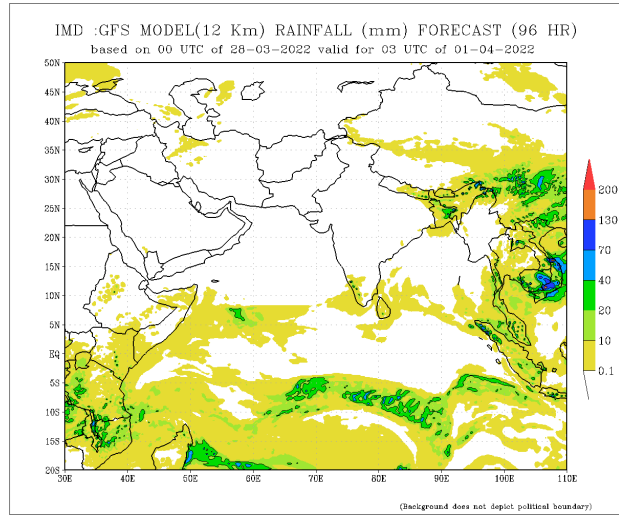 IMD :GFS MODEL(12 Km) RAINFALL (mm) FORECAST (96 HR)
based on 00 UTC of 28-03-2022 valid for 03 UTC of 01-04-2022
50N
45N
40N
35N
30N
25N
20N
15N
10N
5N
EQ
5S
10S
15S
20S
30E 40E 50E 60E 70E 80E 90E 100E 110E
200
130
70
40
20
10
0.1
(Background does not depict political boundary)